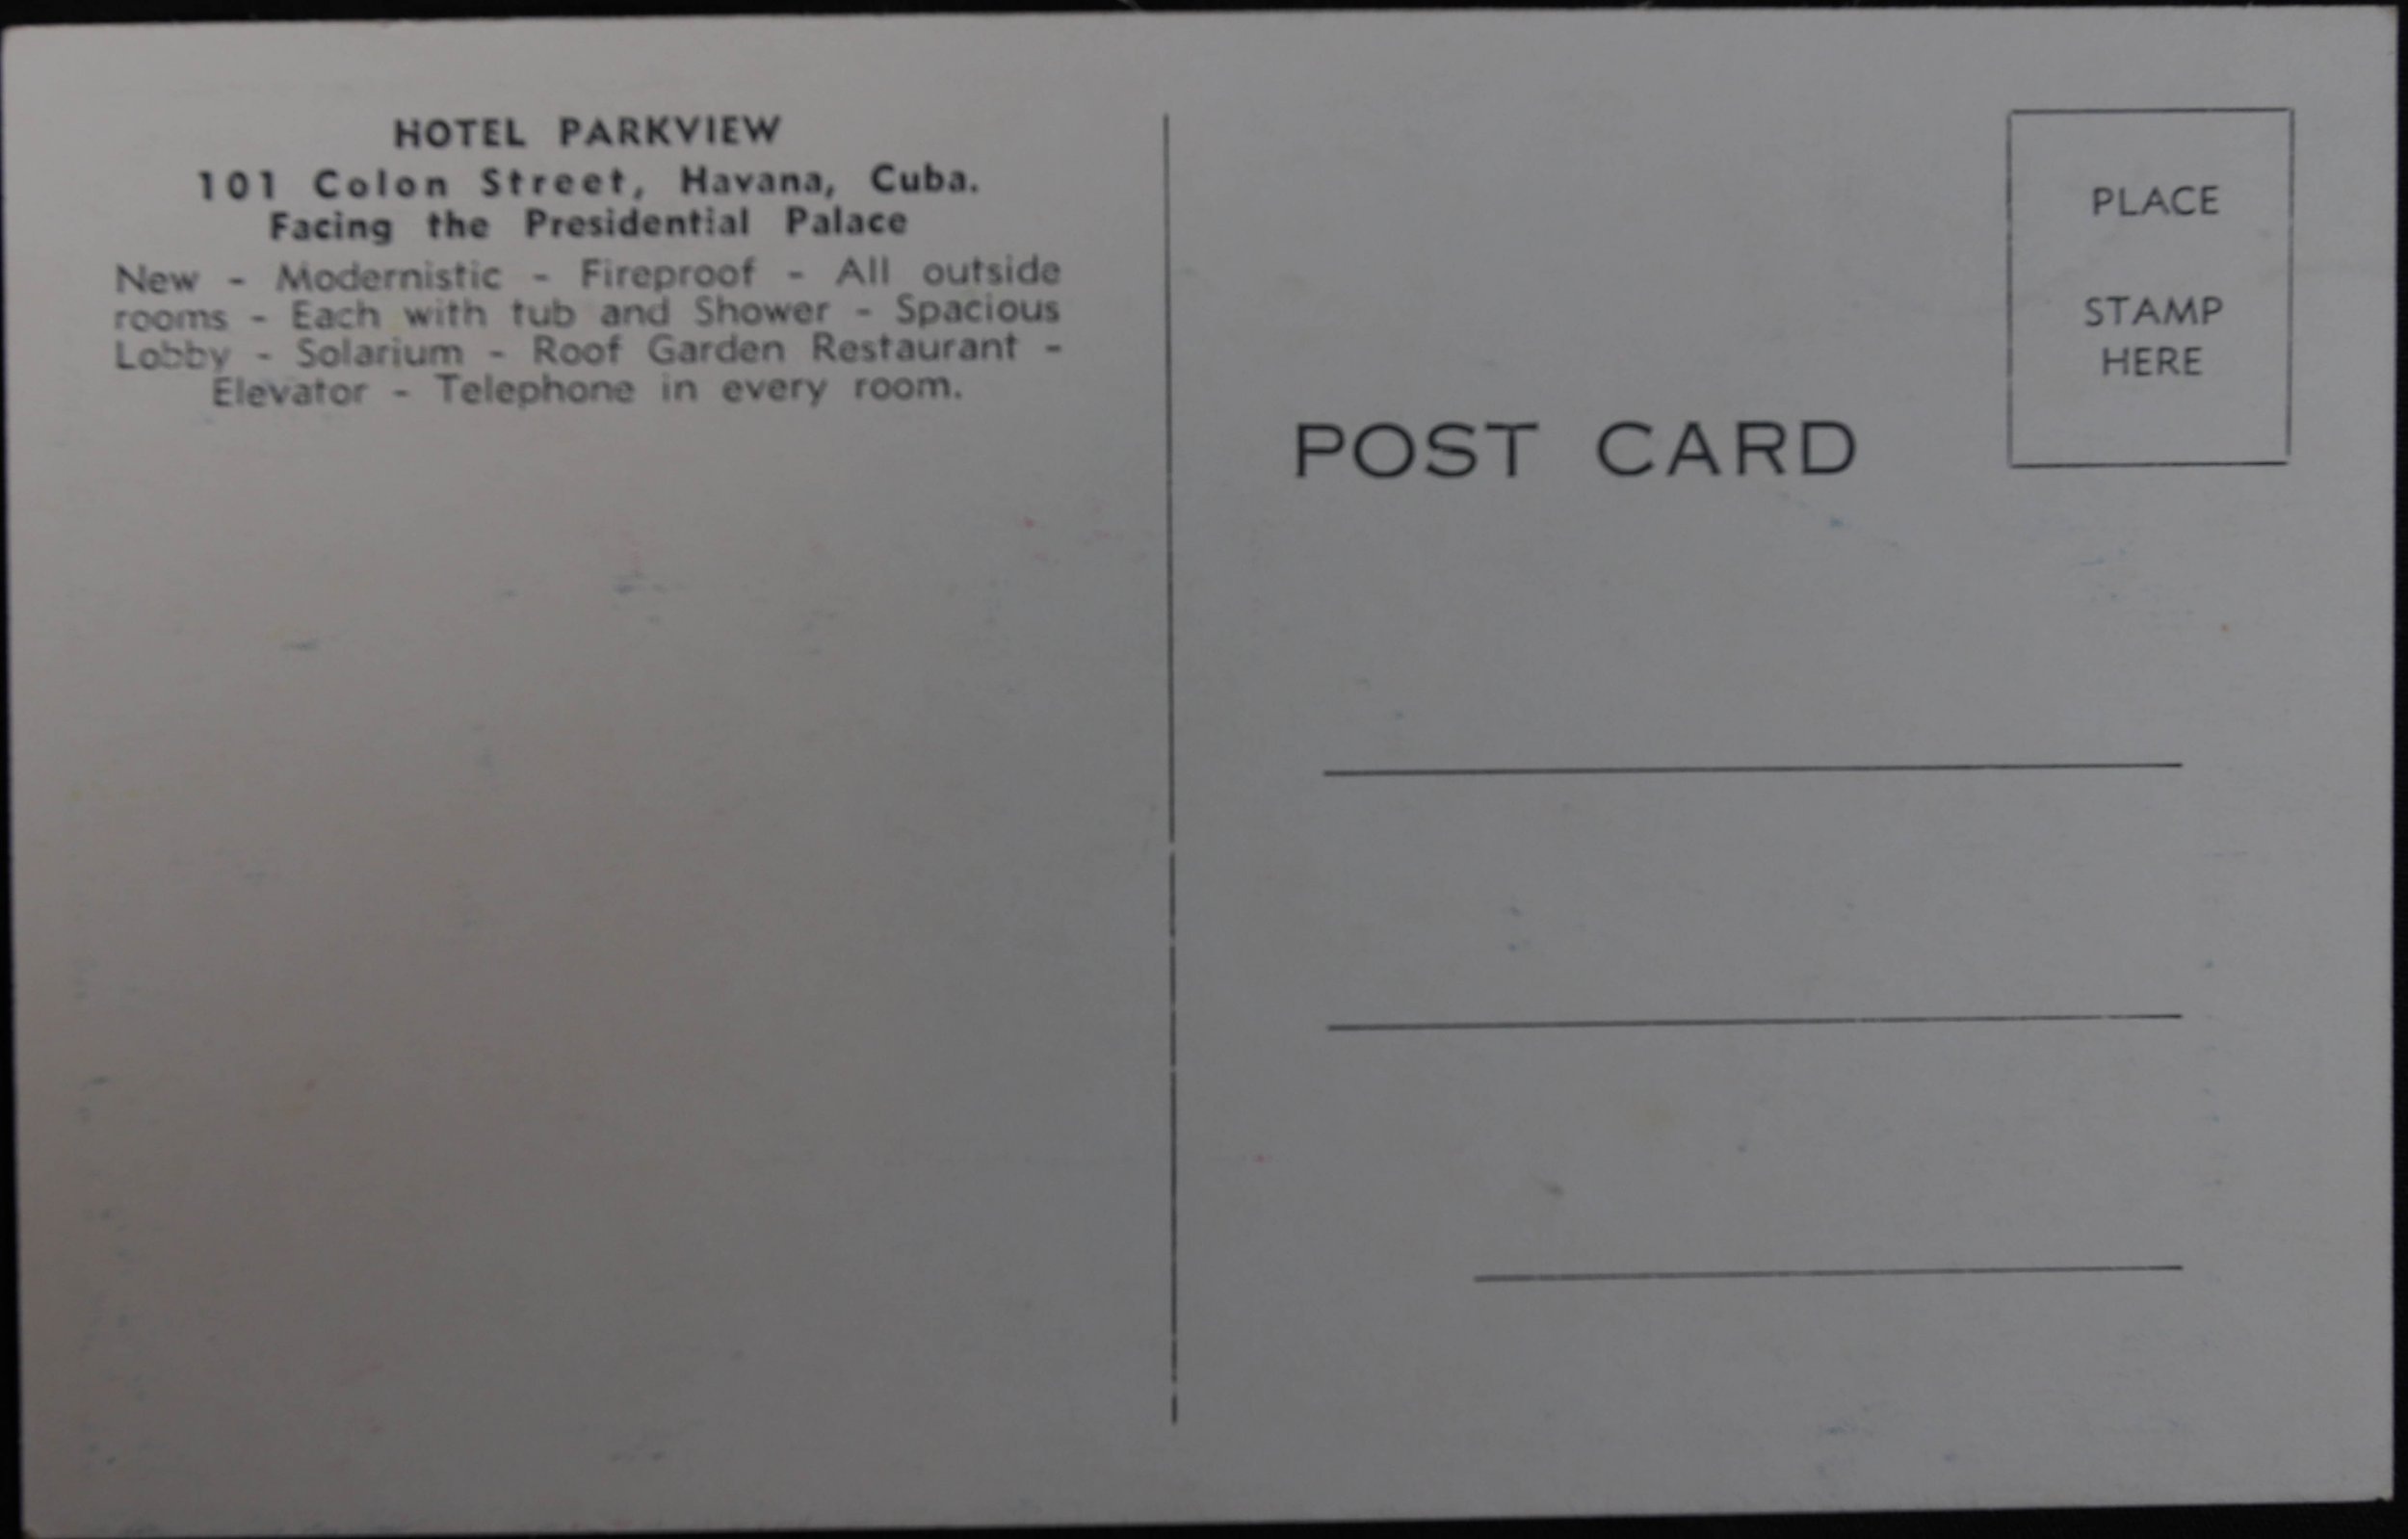 HOTEL PARKVIEW
101 Colon Street, Havana, Cuba.
Facing the Presidential Palace
New - Modernistic - Fireproof - All outside
rooms - Each with tub and Shower - Spacious
Lobby - Solarium - Roof Garden Restaurant -
Elevator - Telephone in every room.
POST CARD
PLACE
STAMP
HERE